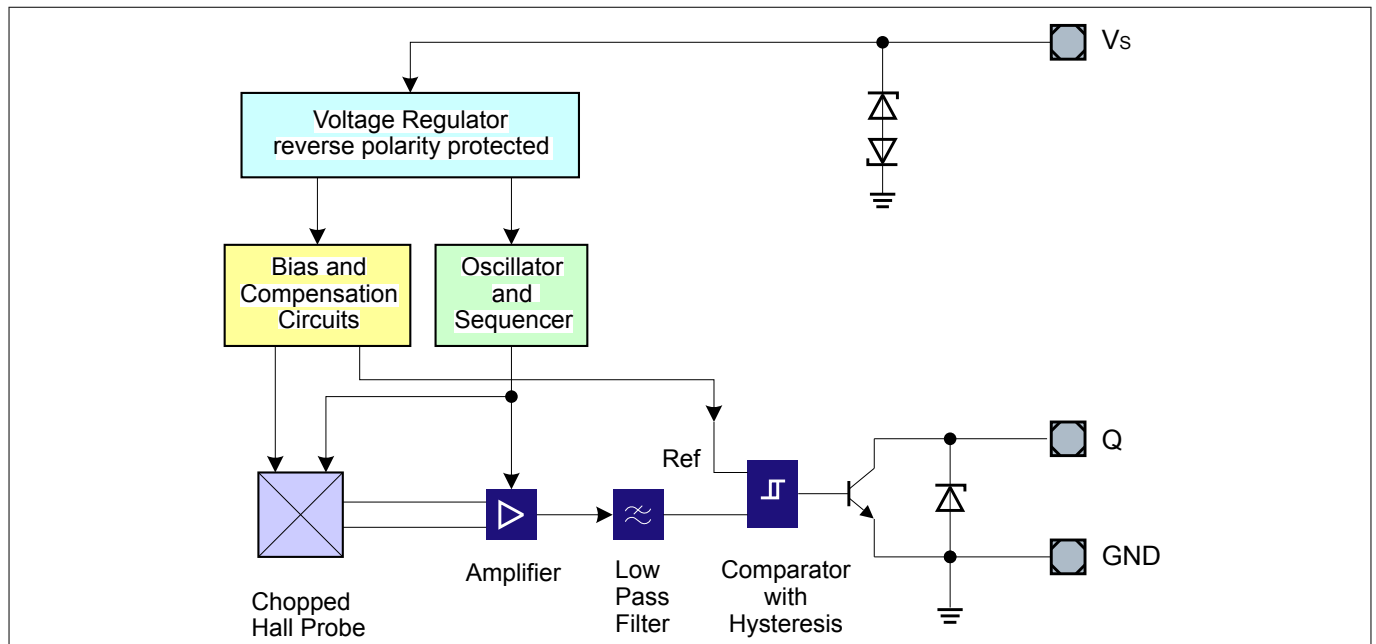 Vs
Voltage Regulator
reverse polarity protected
Bias and
Compensation
Circuits
Oscillator
and
Sequencer
Ref
Q
GND
Amplifier
Low
Pass
Filter
Comparator
with
Hysteresis
Chopped
Hall Probe